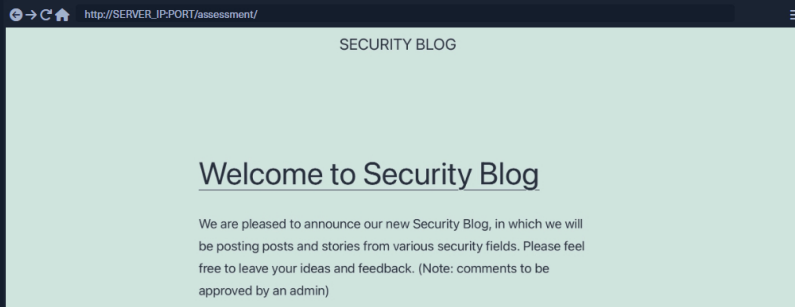 http://SERVER_IP:PORT/assessment/
SECURITY BLOG
Welcome to Security Blog
We are pleased to announce our new Security Blog, in which we will
be posting posts and stories from various security fields. Please feel
free to leave your ideas and feedback. (Note: comments to be
approved by an admin)